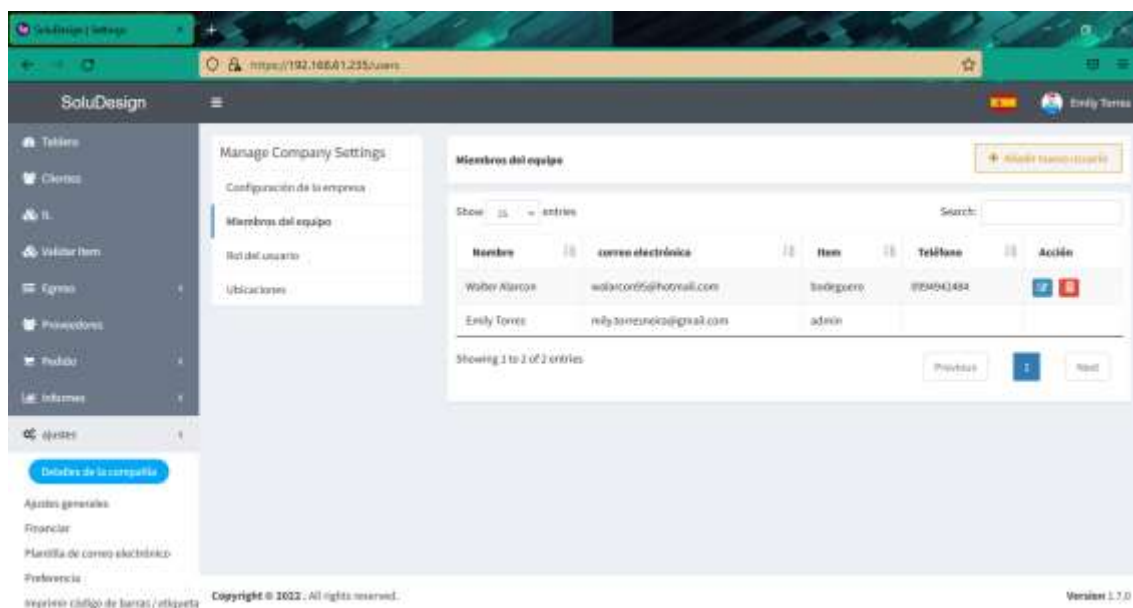 SoluDesign | Settings
https://192.168.61.235/users
SoluDesign
Emily Torres
Tablero
Clientes
IL
Validar Item
Egreso
Proveedores
Pedido
Informes
ajustes
Detalles de la compañía
Ajustes generales
Financiar
Plantilla de correo electrónico
Preferencia
Imprimir código de barras / etiqueta
Manage Company Settings
Configuración de la empresa
Miembros del equipo
Rol del usuario
Ubicaciones
Miembros del equipo
+ Añadir nuevo usuario
Show 25 entries
Search:
Nombre correo electrónico Item Teléfono Acción
Walter Alarcon walarcon95@hotmail.com bodeguero
Emily Torres mily.torresneira@gmail.com admin
Showing 1 to 2 of 2 entries
Previous 1 Next
Copyright © 2022 . All rights reserved.
Version 1.7.0